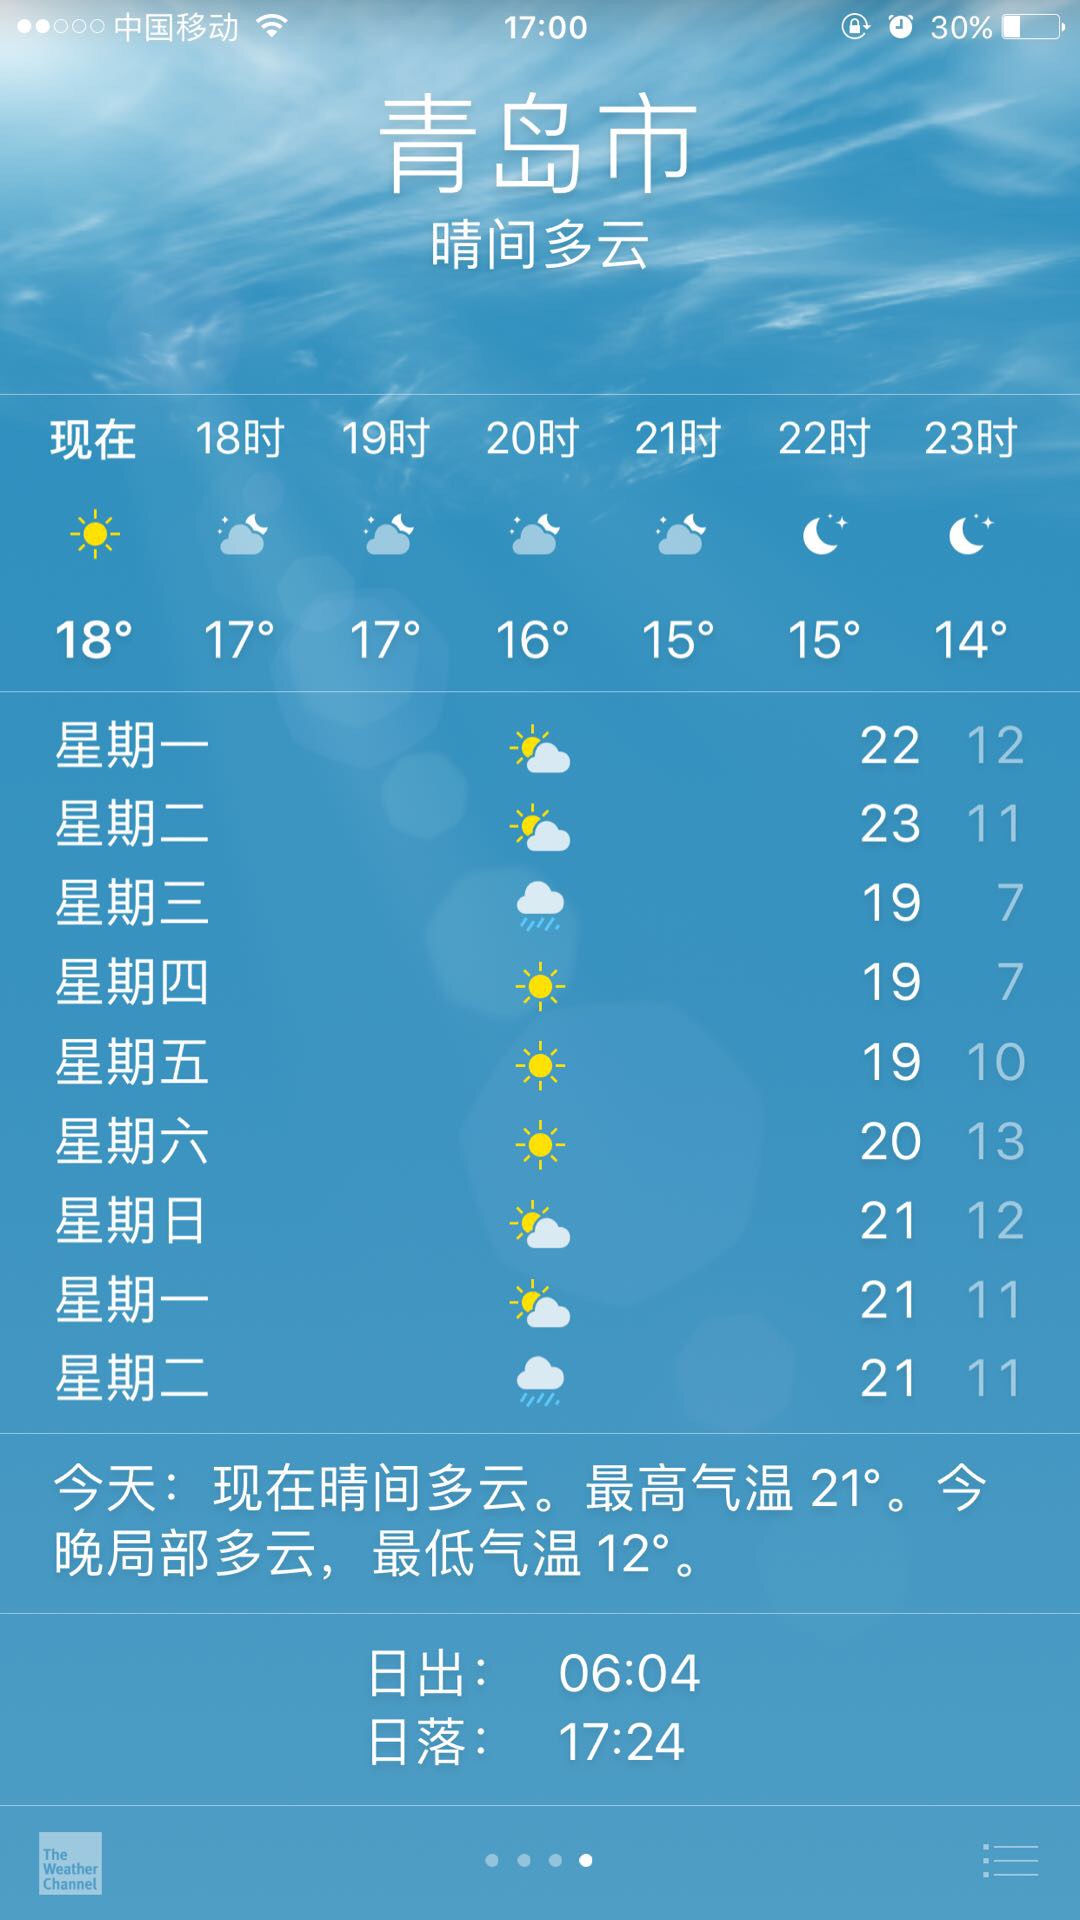 中国移动 17:00 30%
青岛市
晴间多云
现在 18时 19时 20时 21时 22时 23时
18° 17° 17° 16° 15° 15° 14°
星期一 22 12
星期二 23 11
星期三 19 7
星期四 19 7
星期五 19 10
星期六 20 13
星期日 21 12
星期一 21 11
星期二 21 11
今天：现在晴间多云。最高气温 21°。今
晚局部多云，最低气温 12°。
日出： 06:04
日落： 17:24
The
Weather
Channel